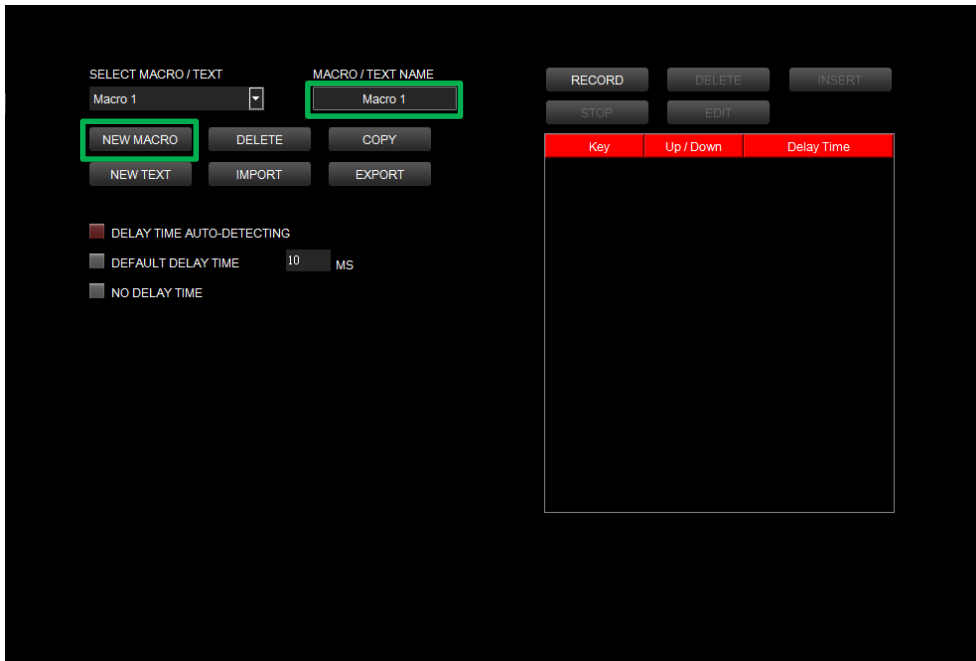 SELECT MACRO / TEXT
MACRO / TEXT NAME
Macro 1
Macro 1
NEW MACRO
DELETE
COPY
NEW TEXT
IMPORT
EXPORT
DELAY TIME AUTO-DETECTING
DEFAULT DELAY TIME
10
MS
NO DELAY TIME
RECORD
DELETE
INSERT
STOP
EDIT
Key
Up / Down
Delay Time